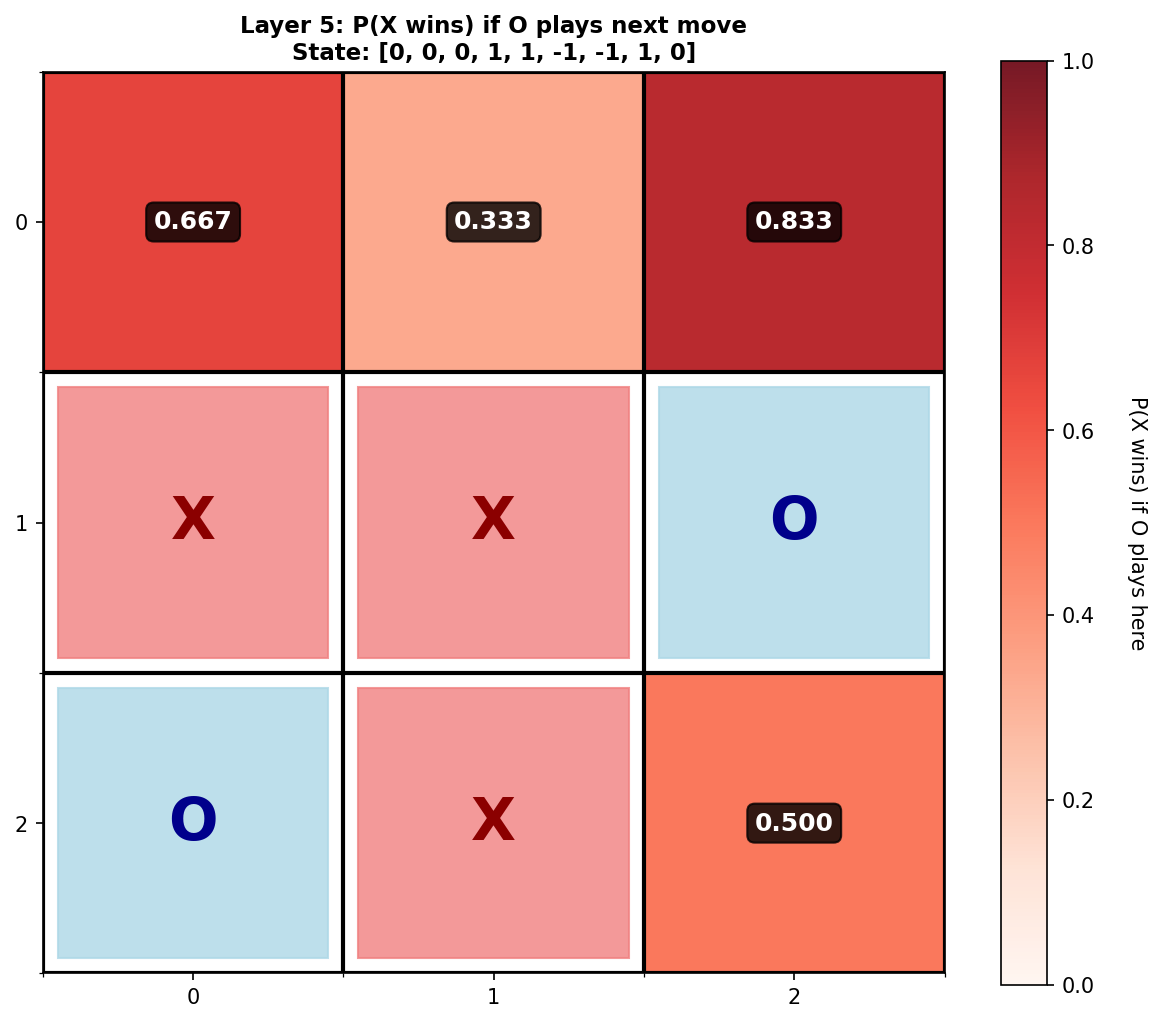 Layer 5: P(X wins) if O plays next move
State: [0, 0, 0, 1, 1, -1, -1, 1, 0]
0
0.667
0.333
0.833
1
X
X
O
2
O
X
0.500
0
1
2
1.0
0.8
0.6
0.4
0.2
0.0
P(X wins) if O plays here